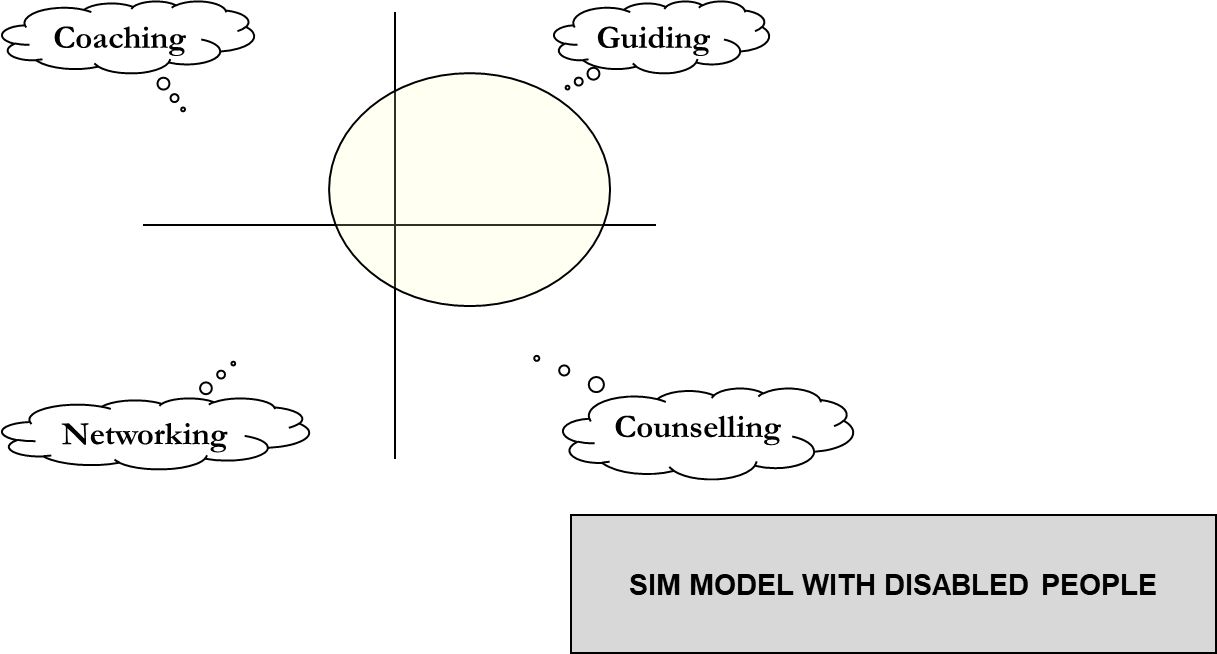 Coaching
Guiding
Networking
Counselling
SIM MODEL WITH DISABLED PEOPLE